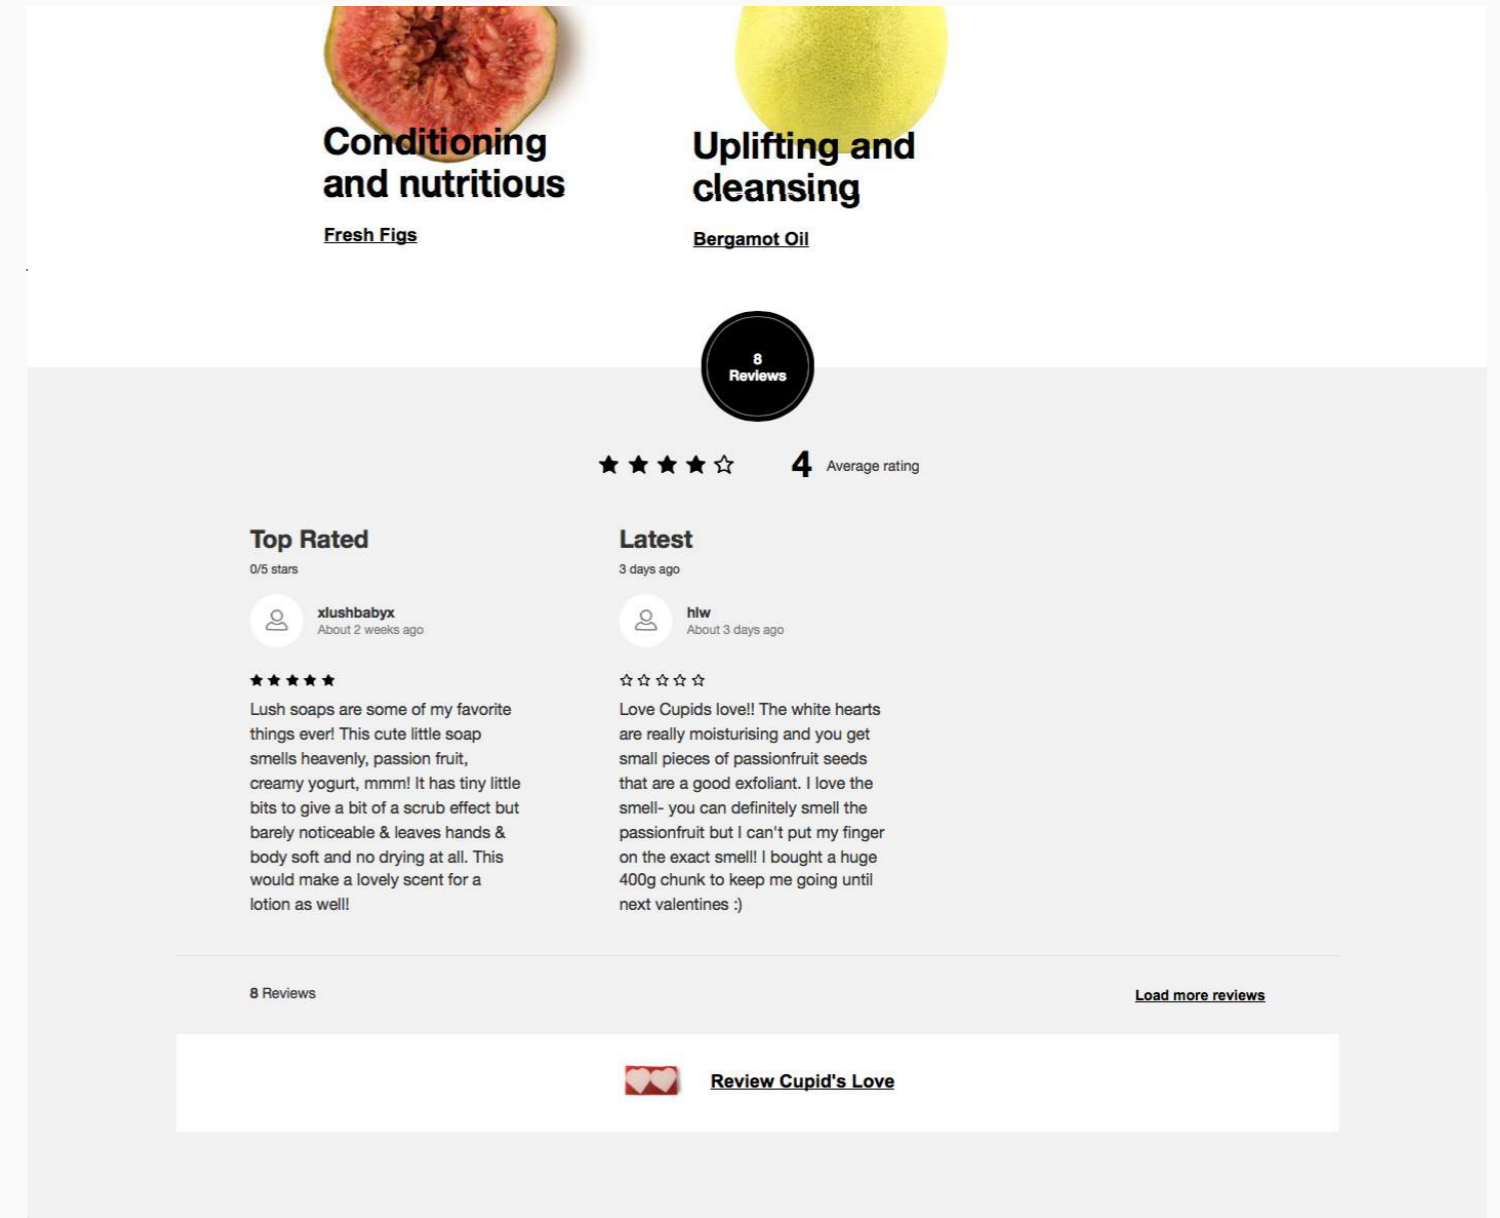 Conditioning
and nutritious
Fresh Figs
Uplifting and
cleansing
Bergamot Oil
8
Reviews
4 Average rating
Top Rated
0/5 stars
xlushbabyx
About 2 weeks ago
Lush soaps are some of my favorite
things ever! This cute little soap
smells heavenly, passion fruit,
creamy yogurt, mmm! It has tiny little
bits to give a bit of a scrub effect but
barely noticeable & leaves hands &
body soft and no drying at all. This
would make a lovely scent for a
lotion as well!
Latest
3 days ago
hlw
About 3 days ago
Love Cupids love!! The white hearts
are really moisturising and you get
small pieces of passionfruit seeds
that are a good exfoliant. I love the
smell- you can definitely smell the
passionfruit but I can't put my finger
on the exact smell! I bought a huge
400g chunk to keep me going until
next valentines :)
8 Reviews
Load more reviews
Review Cupid's Love